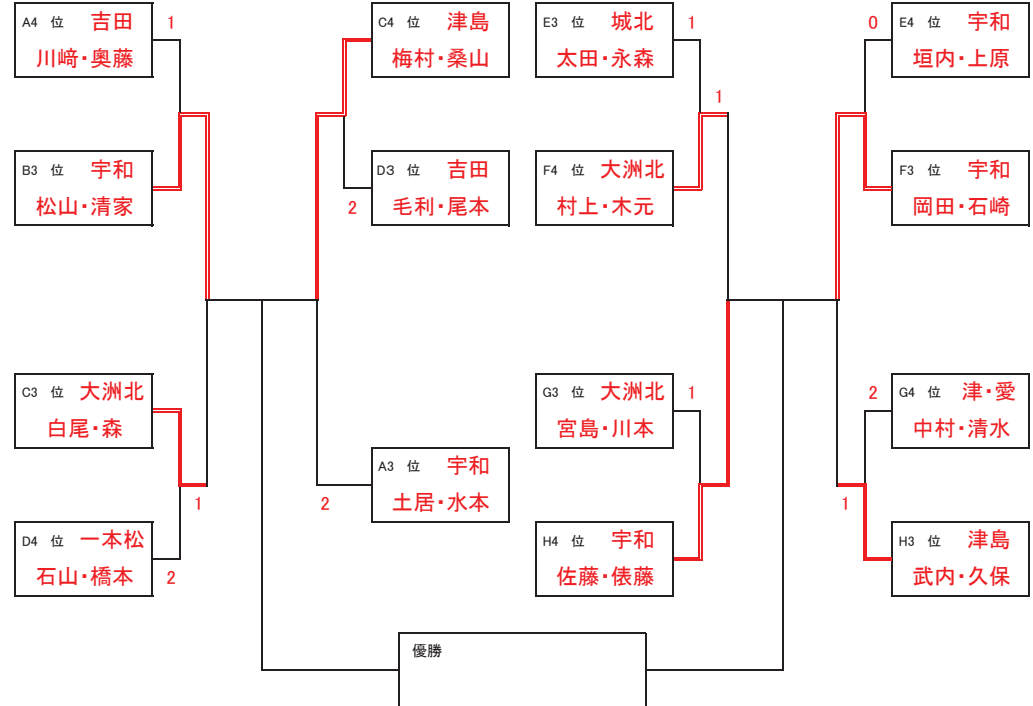 A4 位 吉田
川﨑・奥藤
1
B3 位 宇和
松山・清家
C3 位 大洲北
白尾・森
1
D4 位 一本松
石山・橋本
2
C4 位 津島
梅村・桑山
D3 位 吉田
毛利・尾本
2
A3 位 宇和
土居・水本
2
E3 位 城北
太田・永森
1
1
F4 位 大洲北
村上・木元
G3 位 大洲北
宮島・川本
1
H4 位 宇和
佐藤・俵藤
0
E4 位 宇和
垣内・上原
F3 位 宇和
岡田・石崎
2
G4 位 津・愛
中村・清水
1
H3 位 津島
武内・久保
優勝